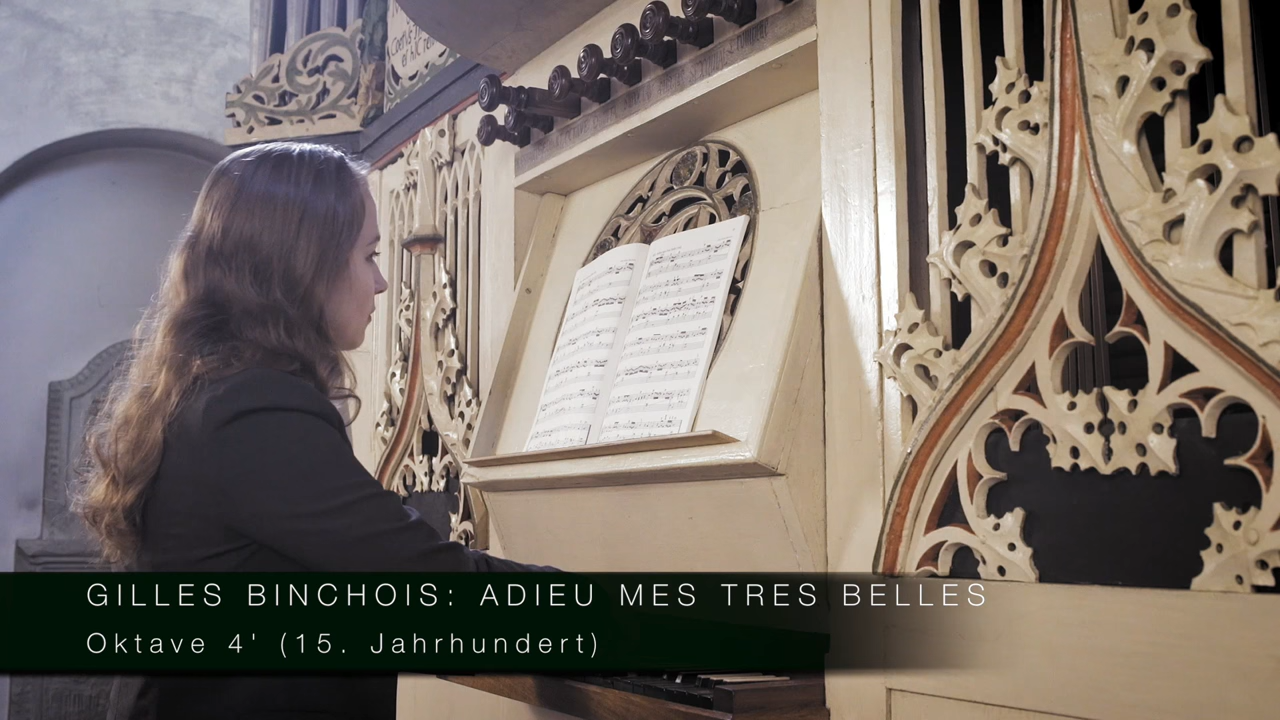 GILLES BINCHOIS: ADIEU MES TRES BELLES
Oktave 4' (15. Jahrhundert)